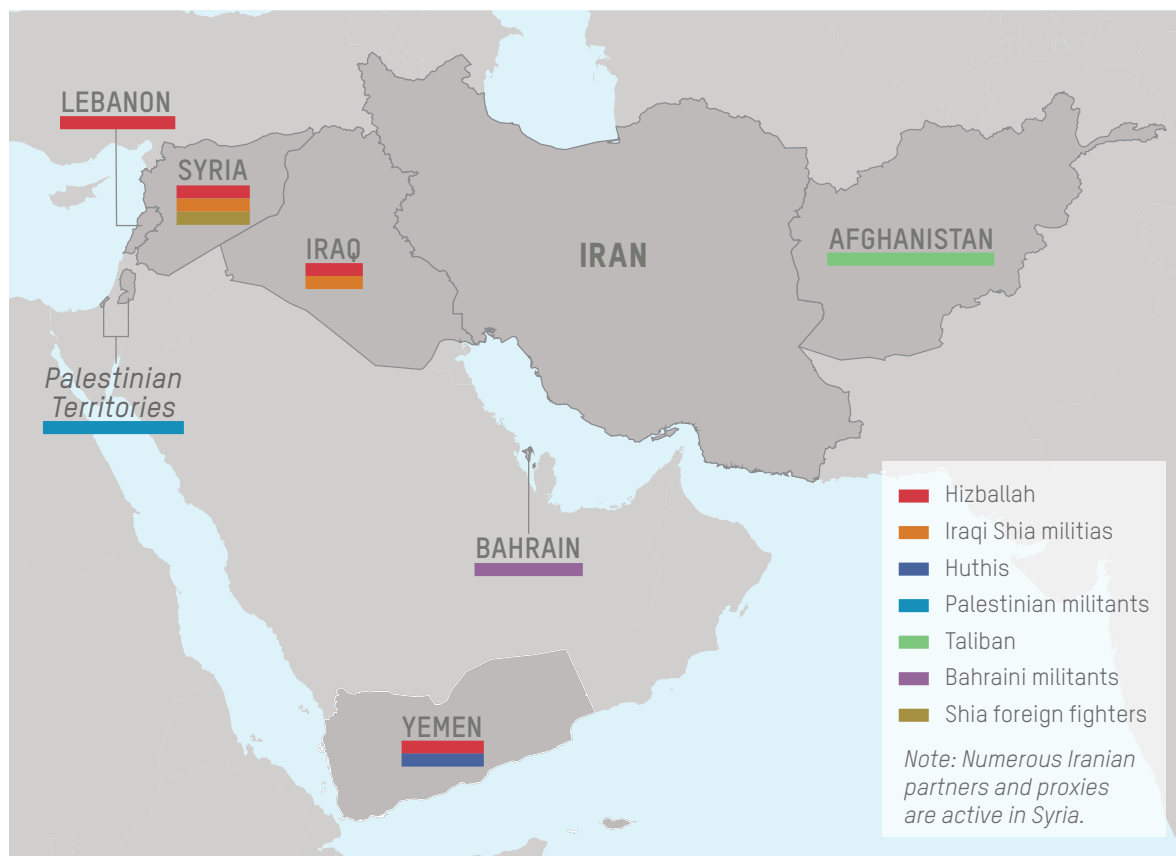 LEBANON
SYRIA
IRAQ
IRAN
AFGHANISTAN
Palestinian
Territories
BAHRAIN
YEMEN
Hizballah
Iraqi Shia militias
Huthis
Palestinian militants
Taliban
Bahraini militants
Shia foreign fighters
Note: Numerous Iranian
partners and proxies
are active in Syria.